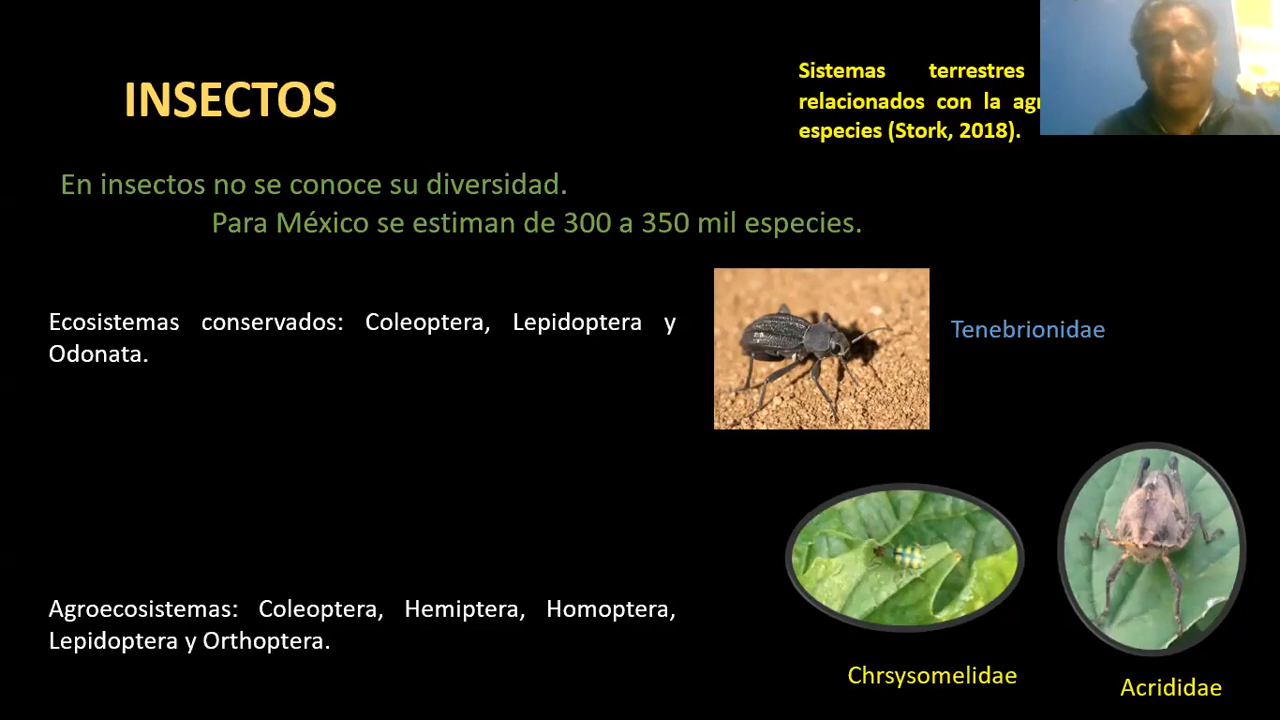 INSECTOS
Sistemas terrestres
relacionados con la
especies (Stork, 2018).
En insectos no se conoce su diversidad.
Para México se estiman de 300 a 350 mil especies.
Ecosistemas conservados: Coleoptera, Lepidoptera y
Odonata.
Tenebrionidae
Agroecosistemas: Coleoptera, Hemiptera, Homoptera,
Lepidoptera y Orthoptera.
Chrsysomelidae
Acrididae